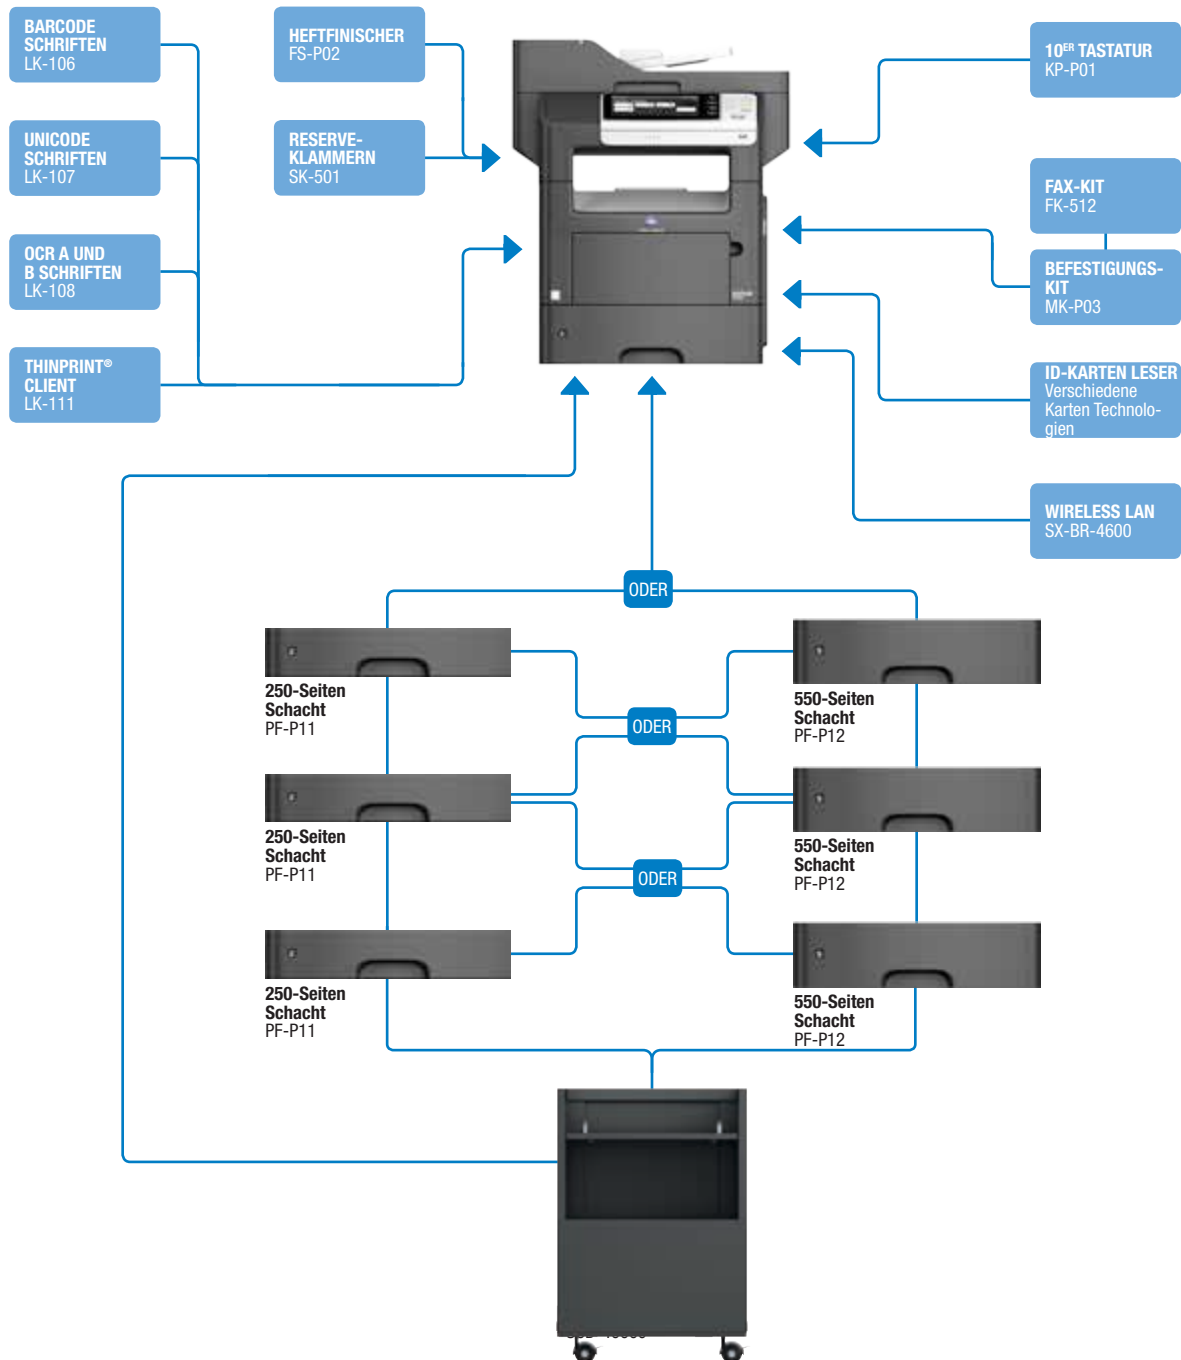 BARCODE
SCHRIFTEN
LK-106
UNICODE
SCHRIFTEN
LK-107
OCR A UND
B SCHRIFTEN
LK-108
THINPRINT®
CLIENT
LK-111
HEFTFINISCHER
FS-P02
RESERVE-
KLAMMERN
SK-501
10ER TASTATUR
KP-P01
FAX-KIT
FK-512
BEFESTIGUNGS-
KIT
MK-P03
ID-KARTEN LESER
Verschiedene
Karten Technolo-
gien
WIRELESS LAN
SX-BR-4600
ODER
250-Seiten
Schacht
PF-P11
550-Seiten
Schacht
PF-P12
ODER
250-Seiten
Schacht
PF-P11
550-Seiten
Schacht
PF-P12
ODER
250-Seiten
Schacht
PF-P11
550-Seiten
Schacht
PF-P12